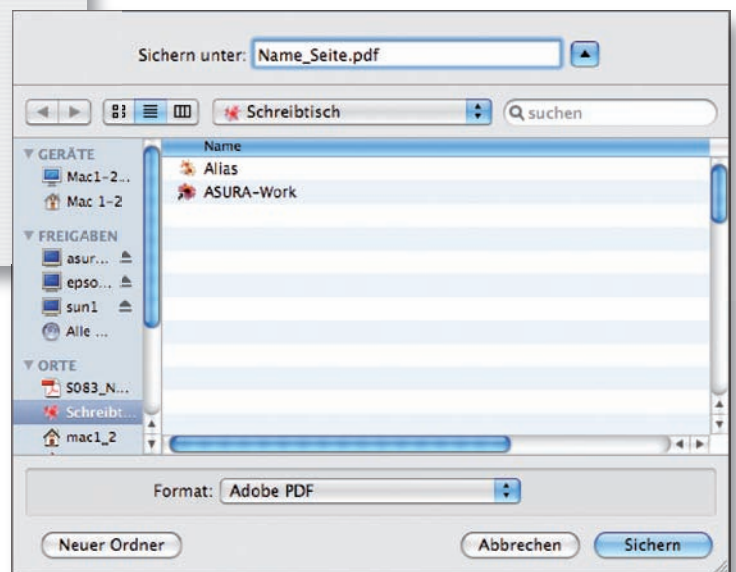 Sichern unter: Name_Seite.pdf
Schreibtisch
suchen
GERÄTE
Mac1-2...
Mac 1-2
FREIGABEN
asur...
epso...
sun1
Alle ...
ORTE
S083_N...
Schreibt...
mac1_2
Name
Alias
ASURA-Work
Format: Adobe PDF
Neuer Ordner
Abbrechen
Sichern